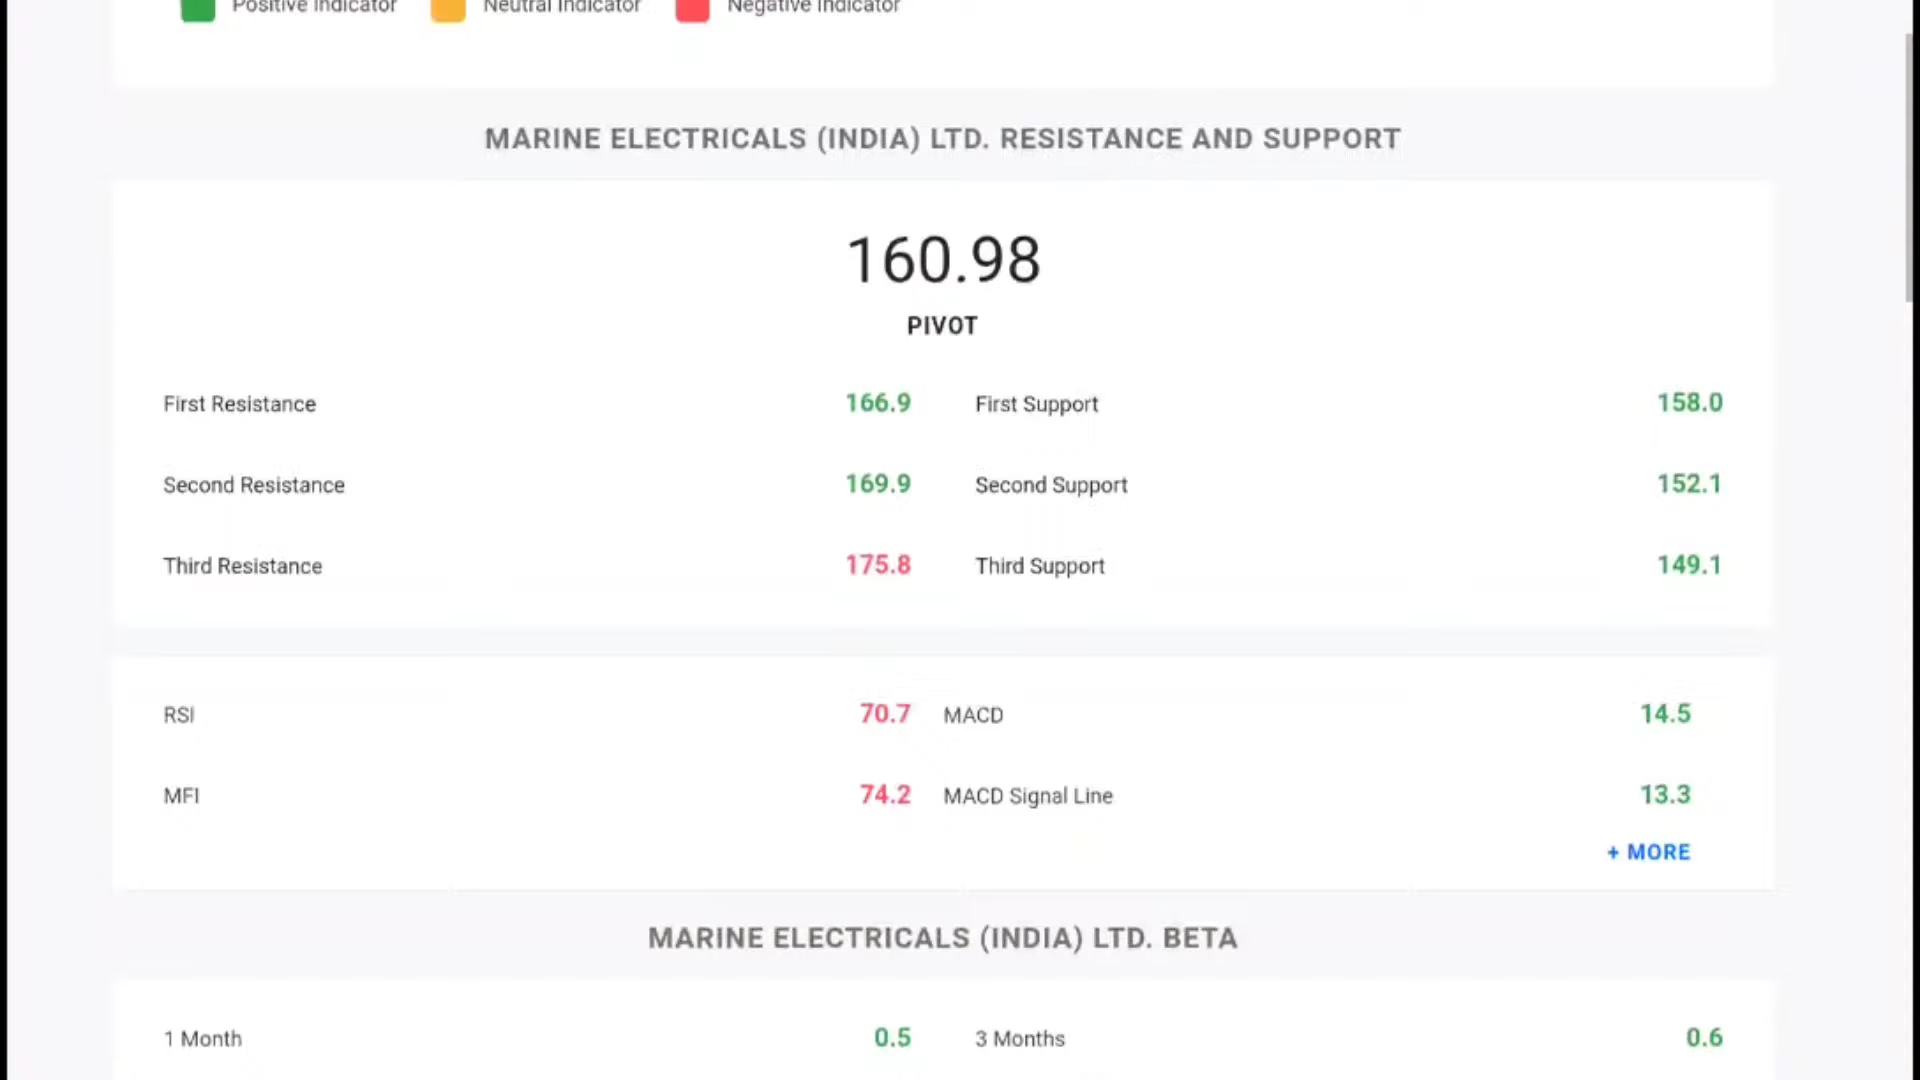 Positive Indicator Neutral Indicator Negative Indicator
MARINE ELECTRICALS (INDIA) LTD. RESISTANCE AND SUPPORT
160.98
PIVOT
First Resistance 166.9 First Support 158.0
Second Resistance 169.9 Second Support 152.1
Third Resistance 175.8 Third Support 149.1
RSI 70.7 MACD 14.5
MFI 74.2 MACD Signal Line 13.3
+ MORE
MARINE ELECTRICALS (INDIA) LTD. BETA
1 Month 0.5 3 Months 0.6